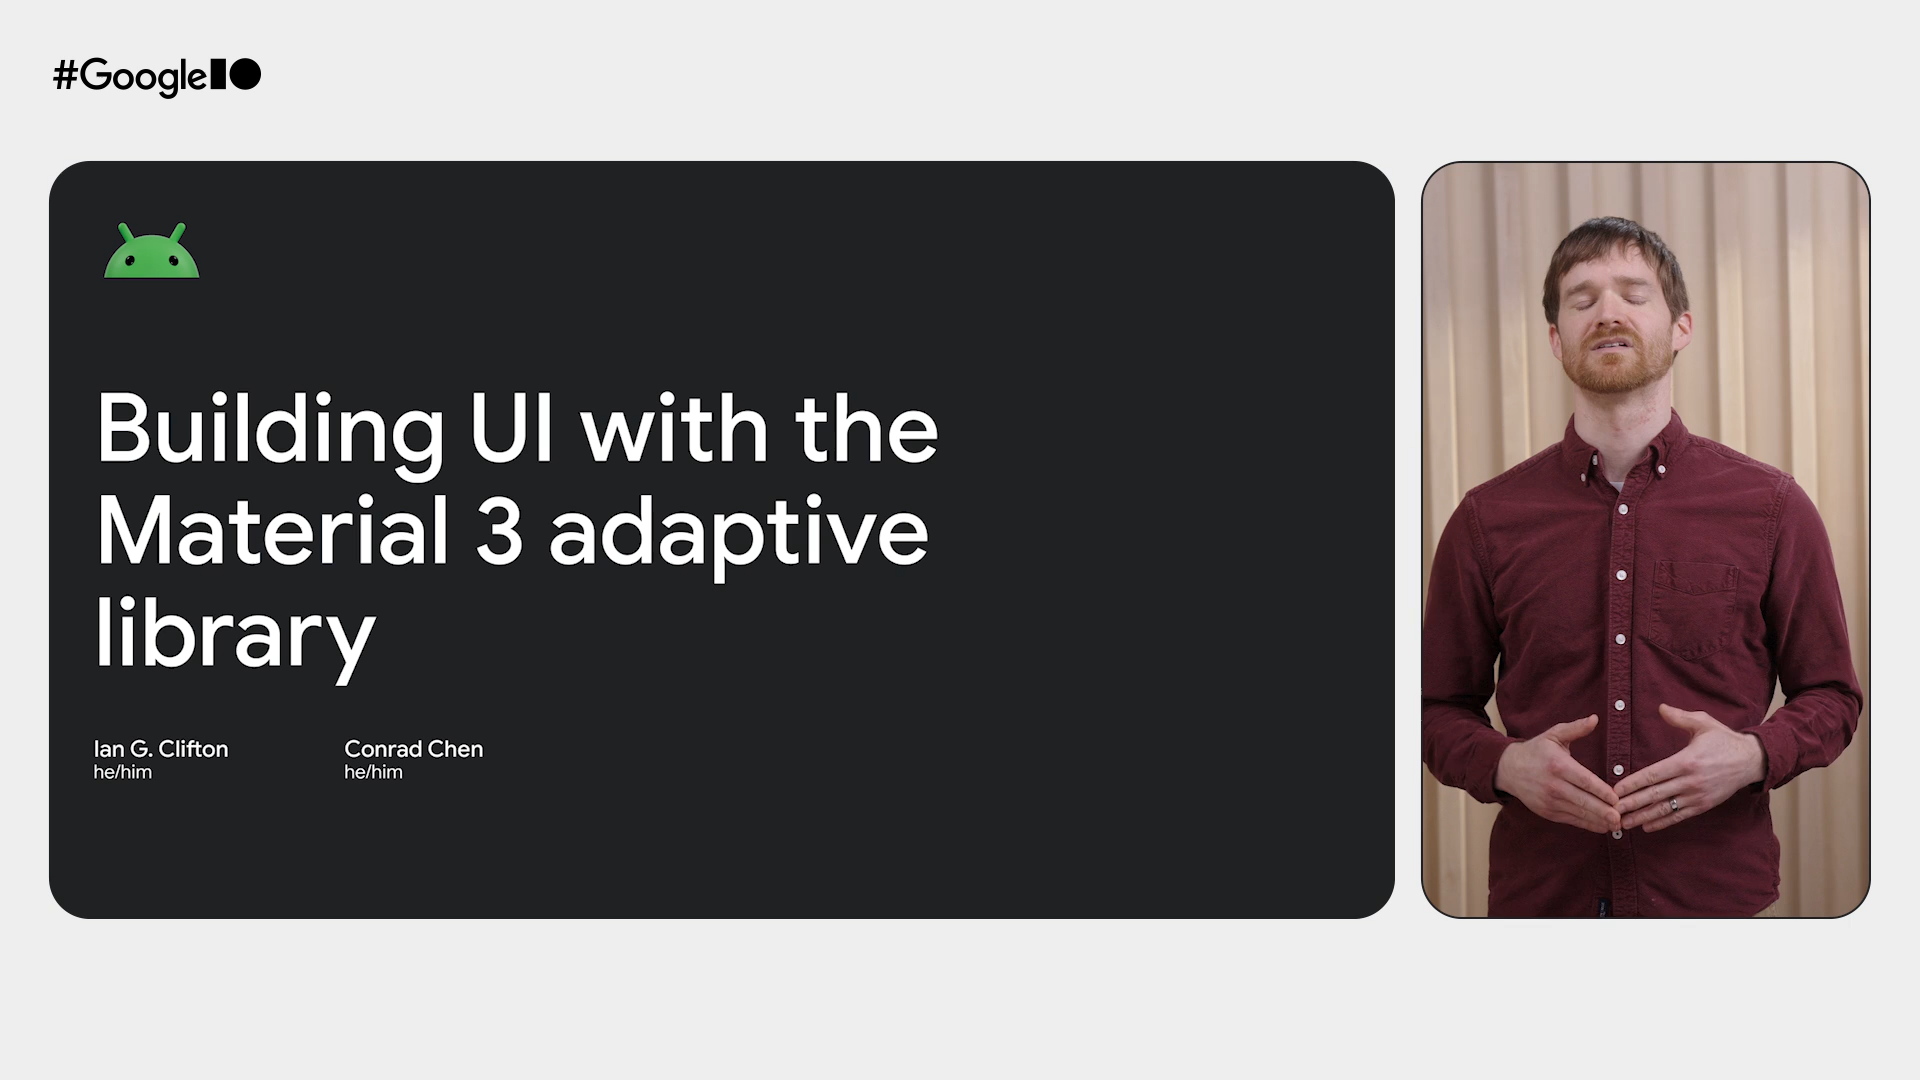 #GoogleIO
Building UI with the
Material 3 adaptive
library
Ian G. Clifton
he/him
Conrad Chen
he/him